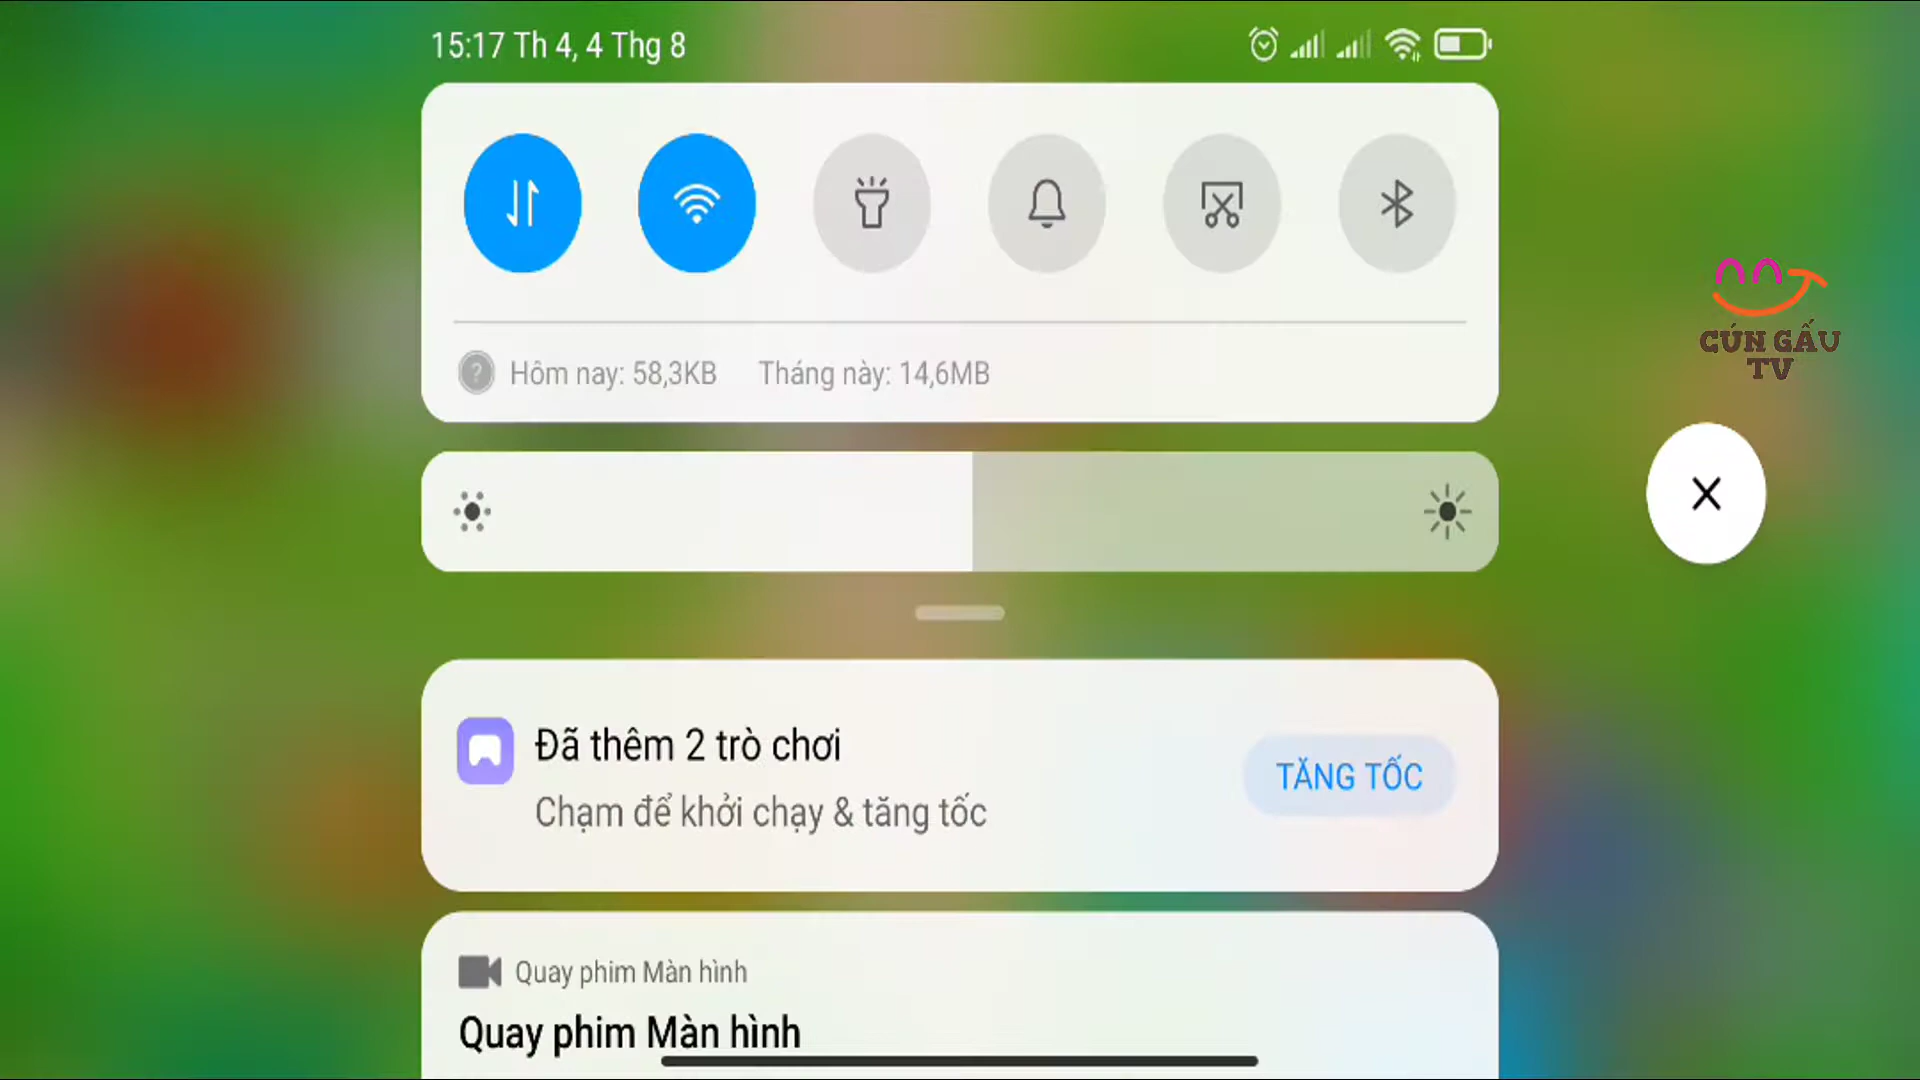 15:17 Th 4, 4 Thg 8
CÚN GẤU
TV
? Hôm nay: 58,3KB Tháng này: 14,6MB
Đã thêm 2 trò chơi
Chạm để khởi chạy & tăng tốc
TĂNG TỐC
Quay phim Màn hình
Quay phim Màn hình